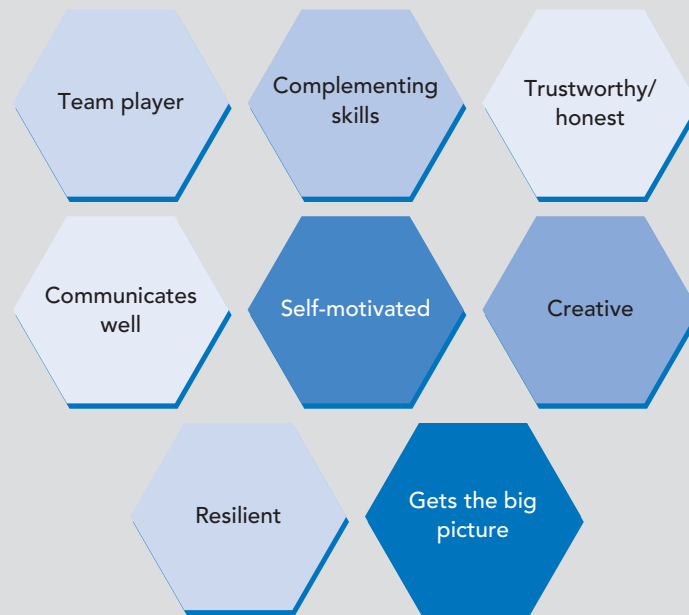 Team player
Complementing
skills
Trustworthy/
honest
Communicates
well
Self-motivated
Creative
Resilient
Gets the big
picture